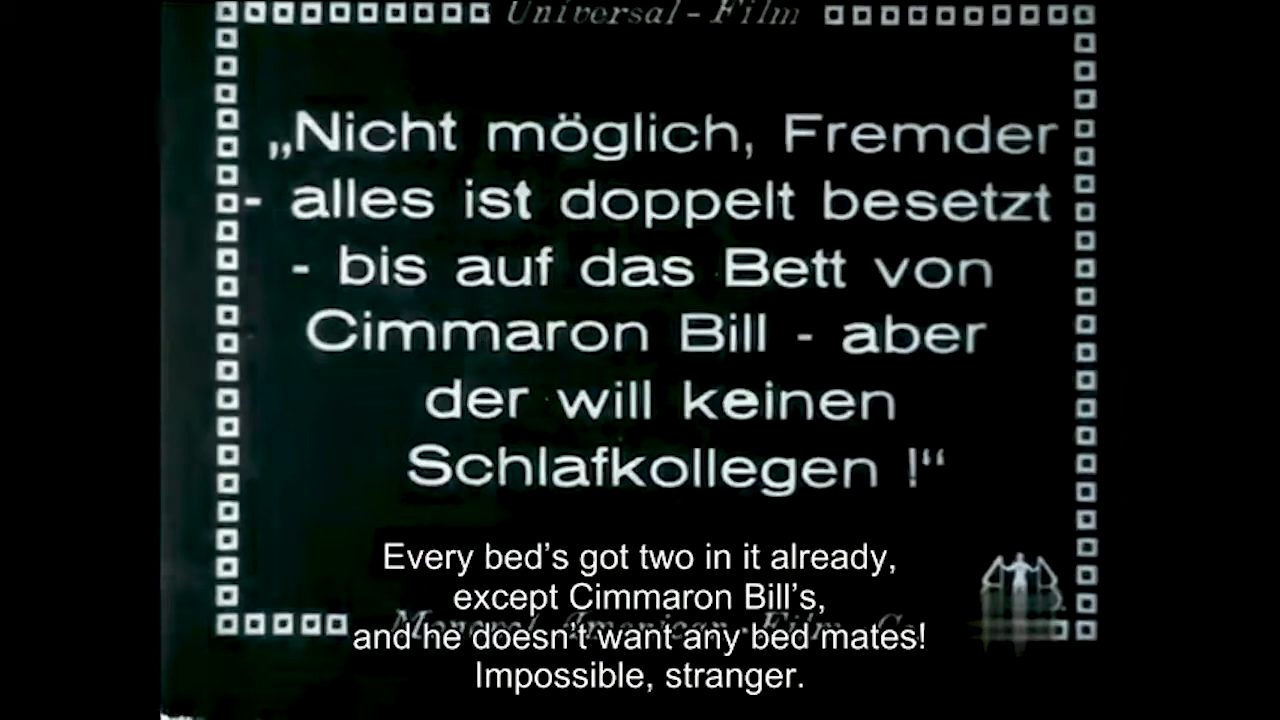 Universal-Film
„Nicht möglich, Fremder
- alles ist doppelt besetzt
- bis auf das Bett von
Cimmaron Bill - aber
der will keinen
Schlafkollegen !“
Every bed’s got two in it already,
except Cimmaron Bill’s,
American-Film
and he doesn’t want any bed mates!
Impossible, stranger.